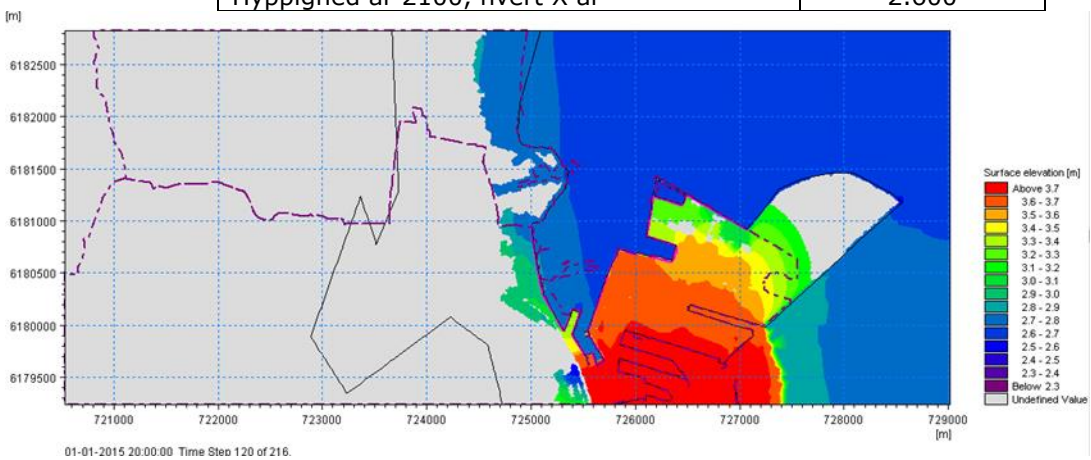 Hyppighed år 2100, hvert X år 2.000
[m]
6182500
6182000
6181500
6181000
6180500
6180000
6179500
721000 722000 723000 724000 725000 726000 727000 728000 729000
[m]
01-01-2015 20:00:00 Time Step 120 of 216.
Surface elevation [m]
Above 3.7
3.6 - 3.7
3.5 - 3.6
3.4 - 3.5
3.3 - 3.4
3.2 - 3.3
3.1 - 3.2
3.0 - 3.1
2.9 - 3.0
2.8 - 2.9
2.7 - 2.8
2.6 - 2.7
2.5 - 2.6
2.4 - 2.5
2.3 - 2.4
Below 2.3
Undefined Value